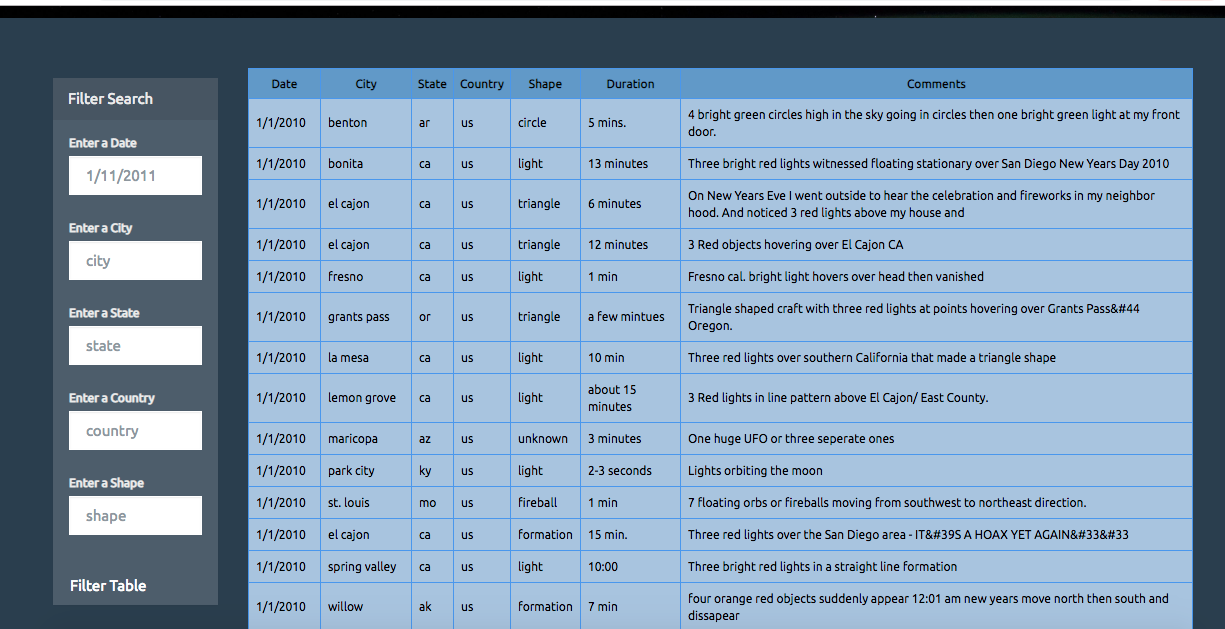 Filter Search
Enter a Date
1/11/2011
Enter a City
city
Enter a State
state
Enter a Country
country
Enter a Shape
shape
Filter Table
Date City State Country Shape Duration Comments
1/1/2010 benton ar us circle 5 mins. 4 bright green circles high in the sky going in circles then one bright green light at my front
door.
1/1/2010 bonita ca us light 13 minutes Three bright red lights witnessed floating stationary over San Diego New Years Day 2010
1/1/2010 el cajon ca us triangle 6 minutes On New Years Eve I went outside to hear the celebration and fireworks in my neighbor
hood. And noticed 3 red lights above my house and
1/1/2010 el cajon ca us triangle 12 minutes 3 Red objects hovering over El Cajon CA
1/1/2010 fresno ca us light 1 min Fresno cal. bright light hovers over head then vanished
1/1/2010 grants pass or us triangle a few mintues Triangle shaped craft with three red lights at points hovering over Grants Pass&#44
Oregon.
1/1/2010 la mesa ca us light 10 min Three red lights over southern California that made a triangle shape
1/1/2010 lemon grove ca us light about 15
minutes 3 Red lights in line pattern above El Cajon/ East County.
1/1/2010 maricopa az us unknown 3 minutes One huge UFO or three seperate ones
1/1/2010 park city ky us light 2-3 seconds Lights orbiting the moon
1/1/2010 st. louis mo us fireball 1 min 7 floating orbs or fireballs moving from southwest to northeast direction.
1/1/2010 el cajon ca us formation 15 min. Three red lights over the San Diego area - IT&#39S A HOAX YET AGAIN&#33&#33
1/1/2010 spring valley ca us light 10:00 Three bright red lights in a straight line formation
1/1/2010 willow ak us formation 7 min four orange red objects suddenly appear 12:01 am new years move north then south and
dissapear